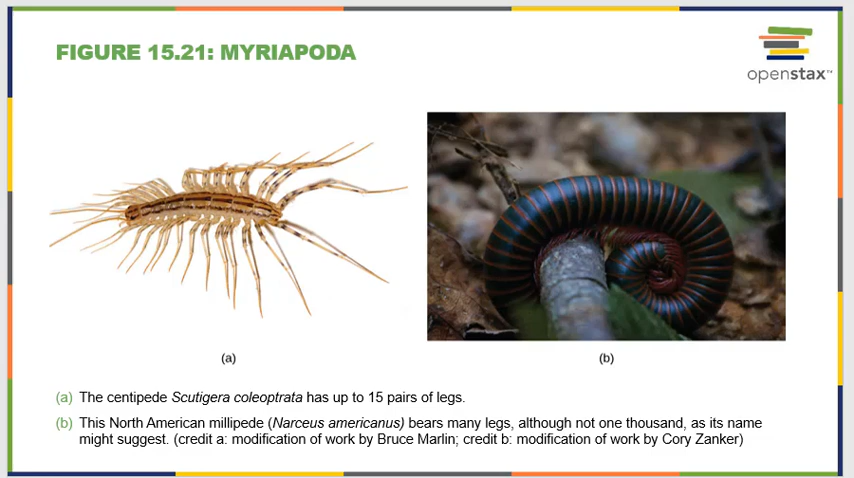 FIGURE 15.21: MYRIAPODA
openstax™
(a)
(b)
(a) The centipede Scutigera coleoptrata has up to 15 pairs of legs.
(b) This North American millipede (Narceus americanus) bears many legs, although not one thousand, as its name
might suggest. (credit a: modification of work by Bruce Marlin; credit b: modification of work by Cory Zanker)